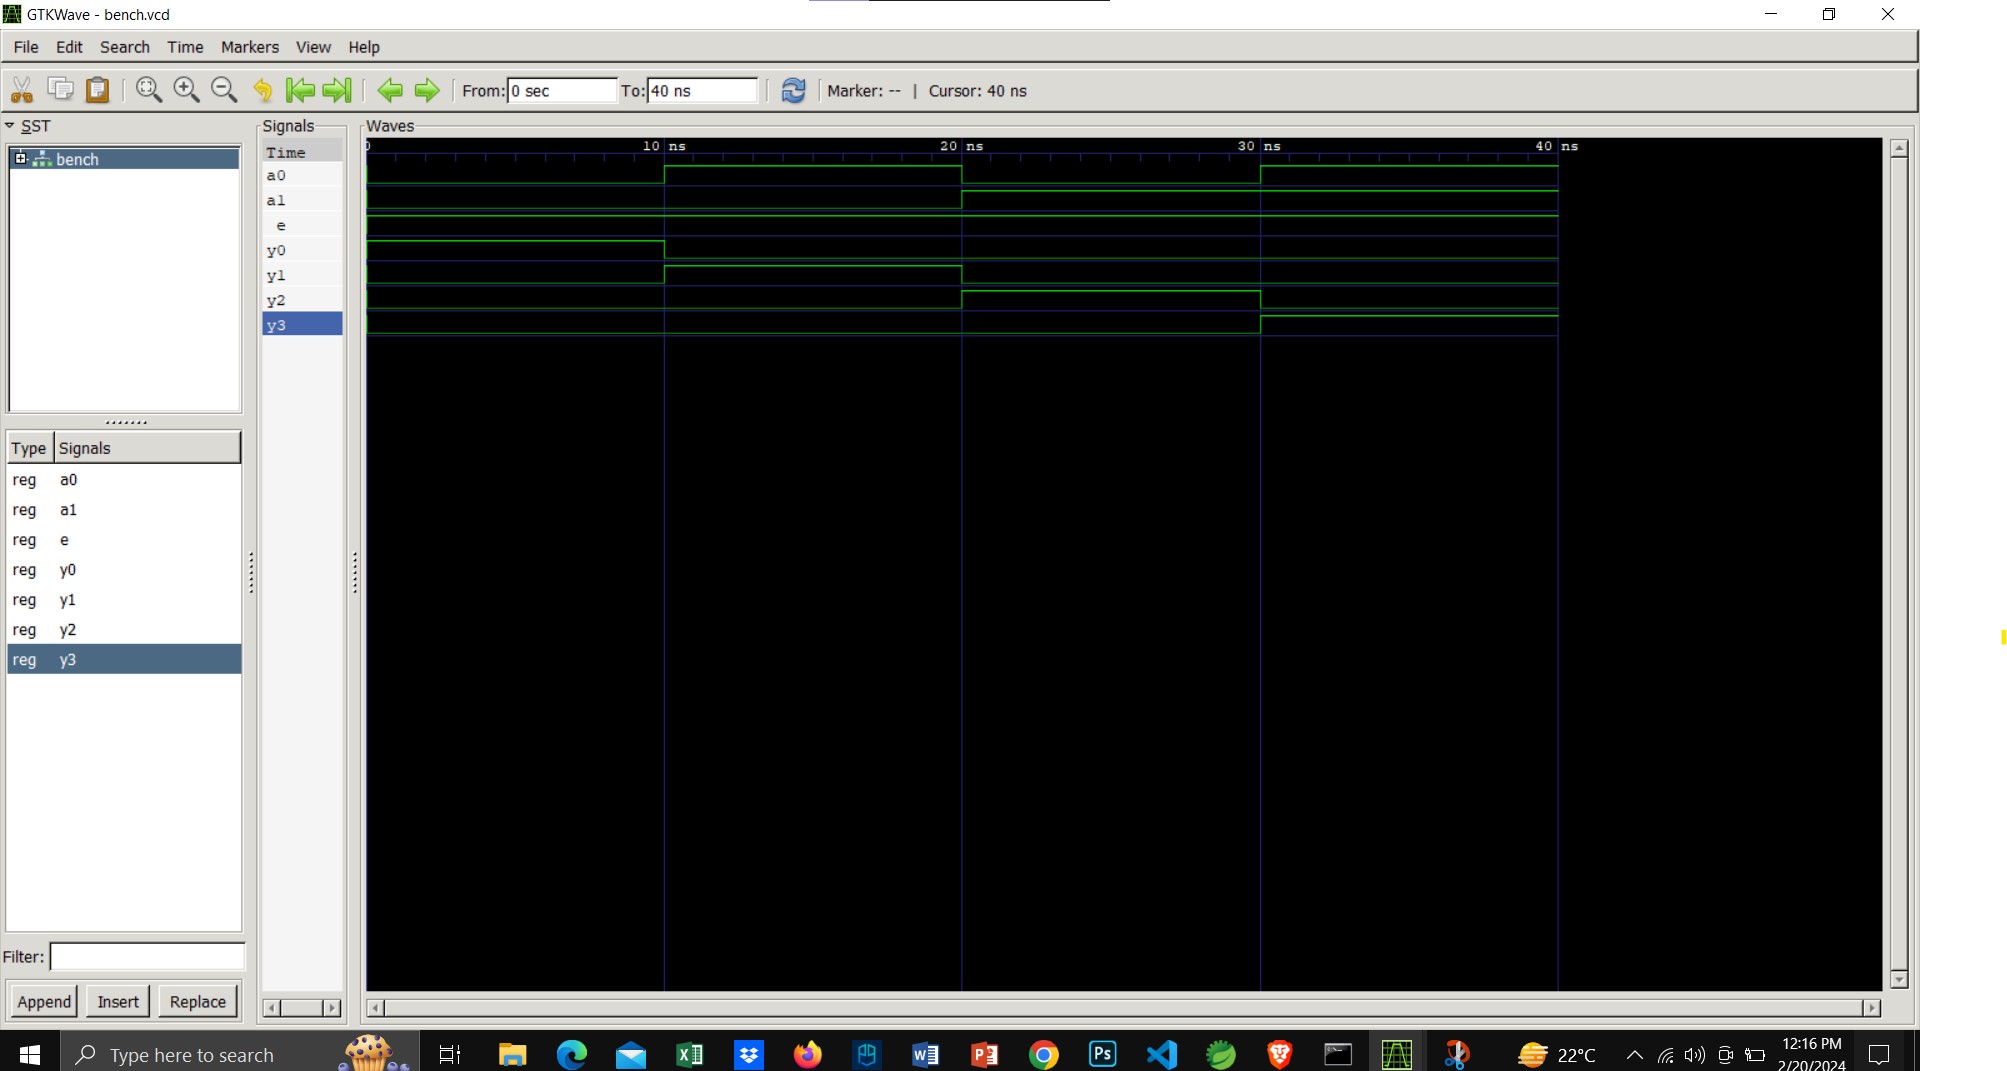 GTKWave - bench.vcd
File Edit Search Time Markers View Help
From: 0 sec To: 40 ns Marker: -- | Cursor: 40 ns
SST
bench
Type Signals
reg a0
reg a1
reg e
reg y0
reg y1
reg y2
reg y3
Filter:
Append Insert Replace
Signals
Time
a0
a1
e
y0
y1
y2
y3
Waves
0 10 ns 20 ns 30 ns 40 ns
Type here to search
Ps
22°C
12:16 PM
2/20/2024